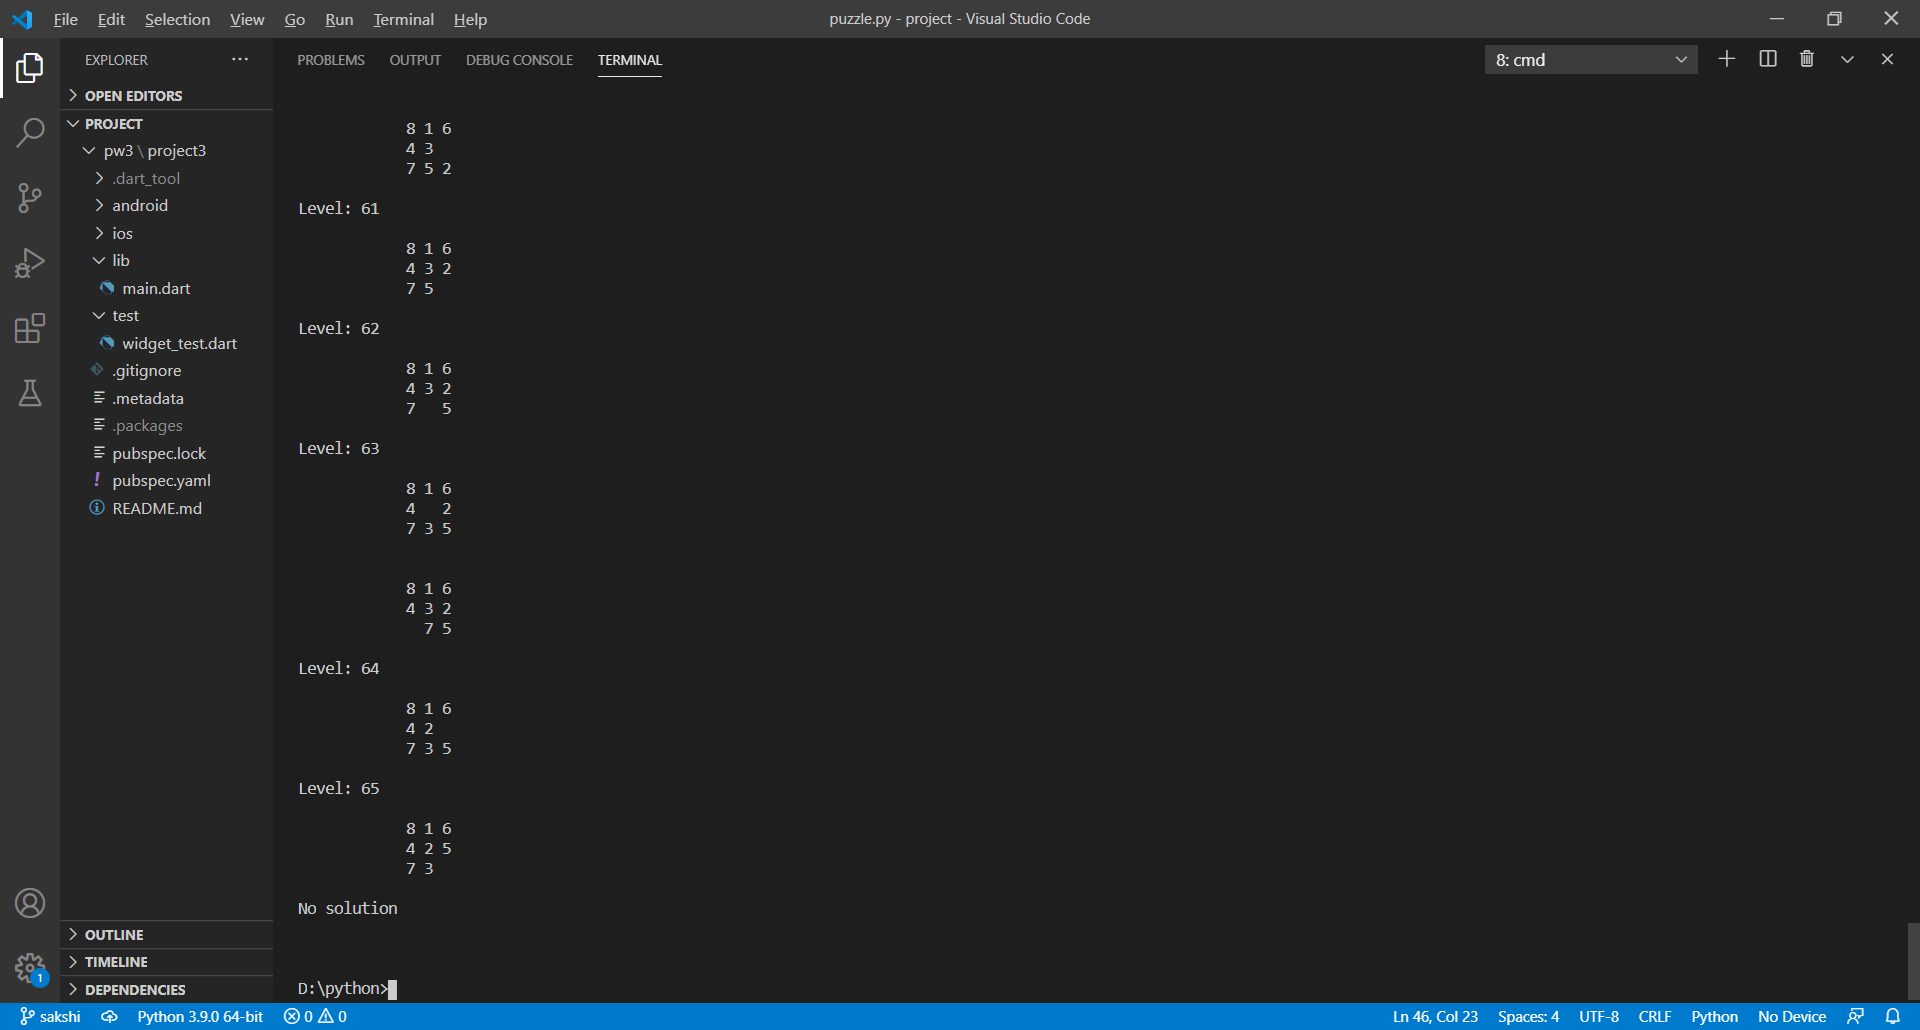 File Edit Selection View Go Run Terminal Help
puzzle.py - project - Visual Studio Code
EXPLORER
OPEN EDITORS
PROJECT
pw3 \ project3
.dart_tool
android
ios
lib
main.dart
test
widget_test.dart
.gitignore
.metadata
.packages
pubspec.lock
! pubspec.yaml
README.md
OUTLINE
TIMELINE
DEPENDENCIES
1
PROBLEMS OUTPUT DEBUG CONSOLE TERMINAL
8: cmd
8 1 6
4 3
7 5 2
Level: 61
8 1 6
4 3 2
7 5
Level: 62
8 1 6
4 3 2
7   5
Level: 63
8 1 6
4   2
7 3 5
8 1 6
4 3 2
7 5
Level: 64
8 1 6
4 2
7 3 5
Level: 65
8 1 6
4 2 5
7 3
No solution
D:\python>
sakshi Python 3.9.0 64-bit 0 0 Ln 46, Col 23 Spaces: 4 UTF-8 CRLF Python No Device